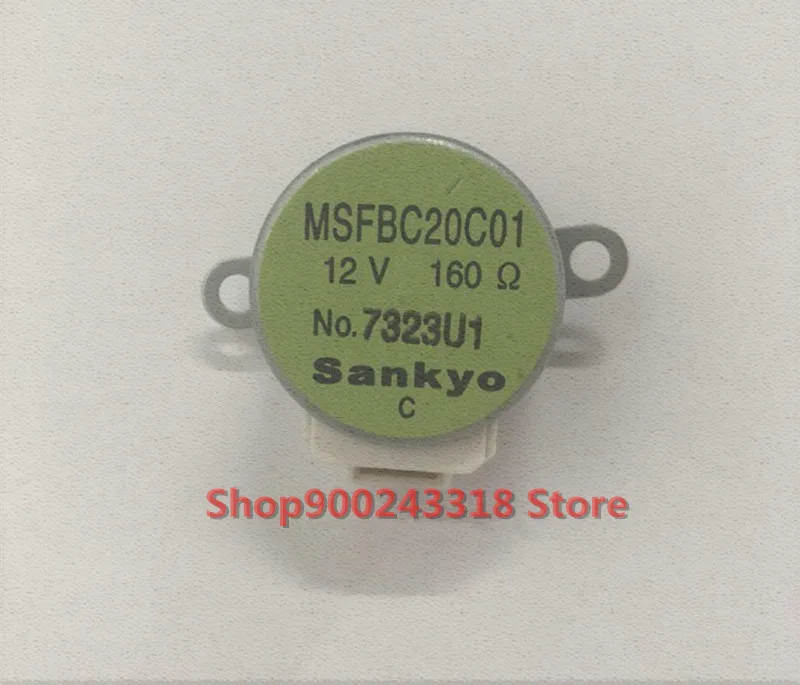 MSFBC20C01
12 V 160 Ω
No. 7323U1
Sankyo
C
Shop900243318 Store